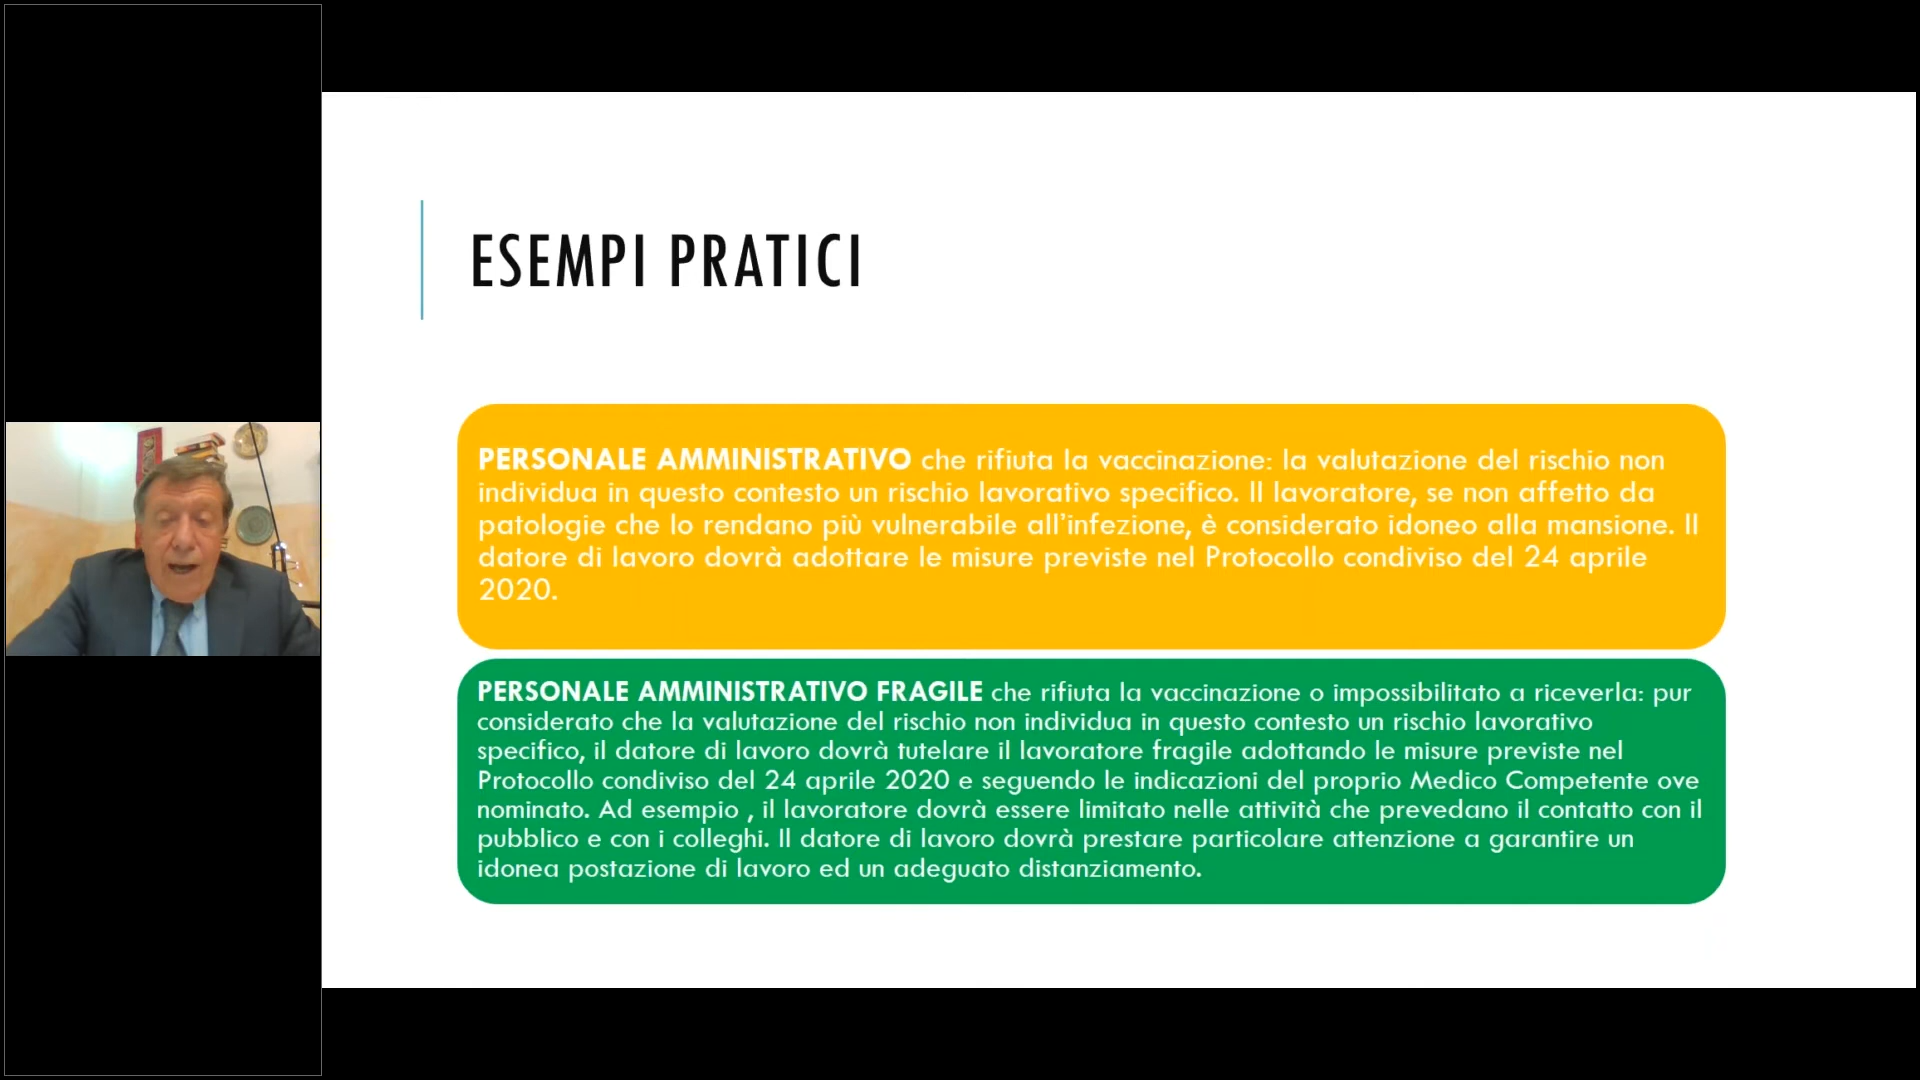 ESEMPI PRATICI
PERSONALE AMMINISTRATIVO che rifiuta la vaccinazione: la valutazione del rischio non
individua in questo contesto un rischio lavorativo specifico. Il lavoratore, se non affetto da
patologie che lo rendano più vulnerabile all'infezione, è considerato idoneo alla mansione. Il
datore di lavoro dovrà adottare le misure previste nel Protocollo condiviso del 24 aprile
2020.
PERSONALE AMMINISTRATIVO FRAGILE che rifiuta la vaccinazione o impossibilitato a riceverla: pur
considerato che la valutazione del rischio non individua in questo contesto un rischio lavorativo
specifico, il datore di lavoro dovrà tutelare il lavoratore fragile adottando le misure previste nel
Protocollo condiviso del 24 aprile 2020 e seguendo le indicazioni del proprio Medico Competente ove
nominato. Ad esempio , il lavoratore dovrà essere limitato nelle attività che prevedano il contatto con il
pubblico e con i colleghi. Il datore di lavoro dovrà prestare particolare attenzione a garantire un
idonea postazione di lavoro ed un adeguato distanziamento.